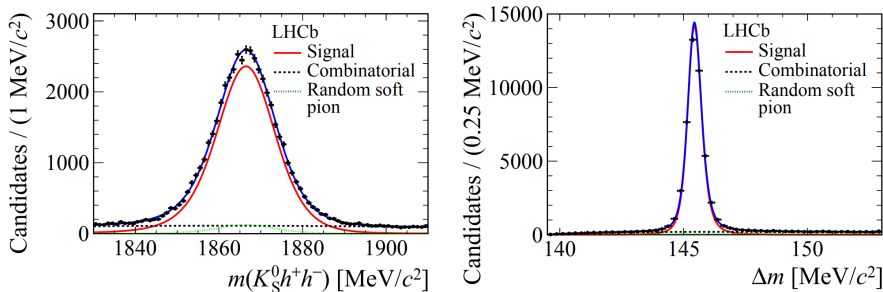 Candidates / (1 MeV/c²)
3000
2000
1000
0
LHCb
Signal
Combinatorial
Random soft
pion
1840 1860 1880 1900
m(K⁰_S h⁺h⁻) [MeV/c²]
Candidates / (0.25 MeV/c²)
15000
10000
5000
0
LHCb
Signal
Combinatorial
Random soft
pion
140 145 150
Δm [MeV/c²]